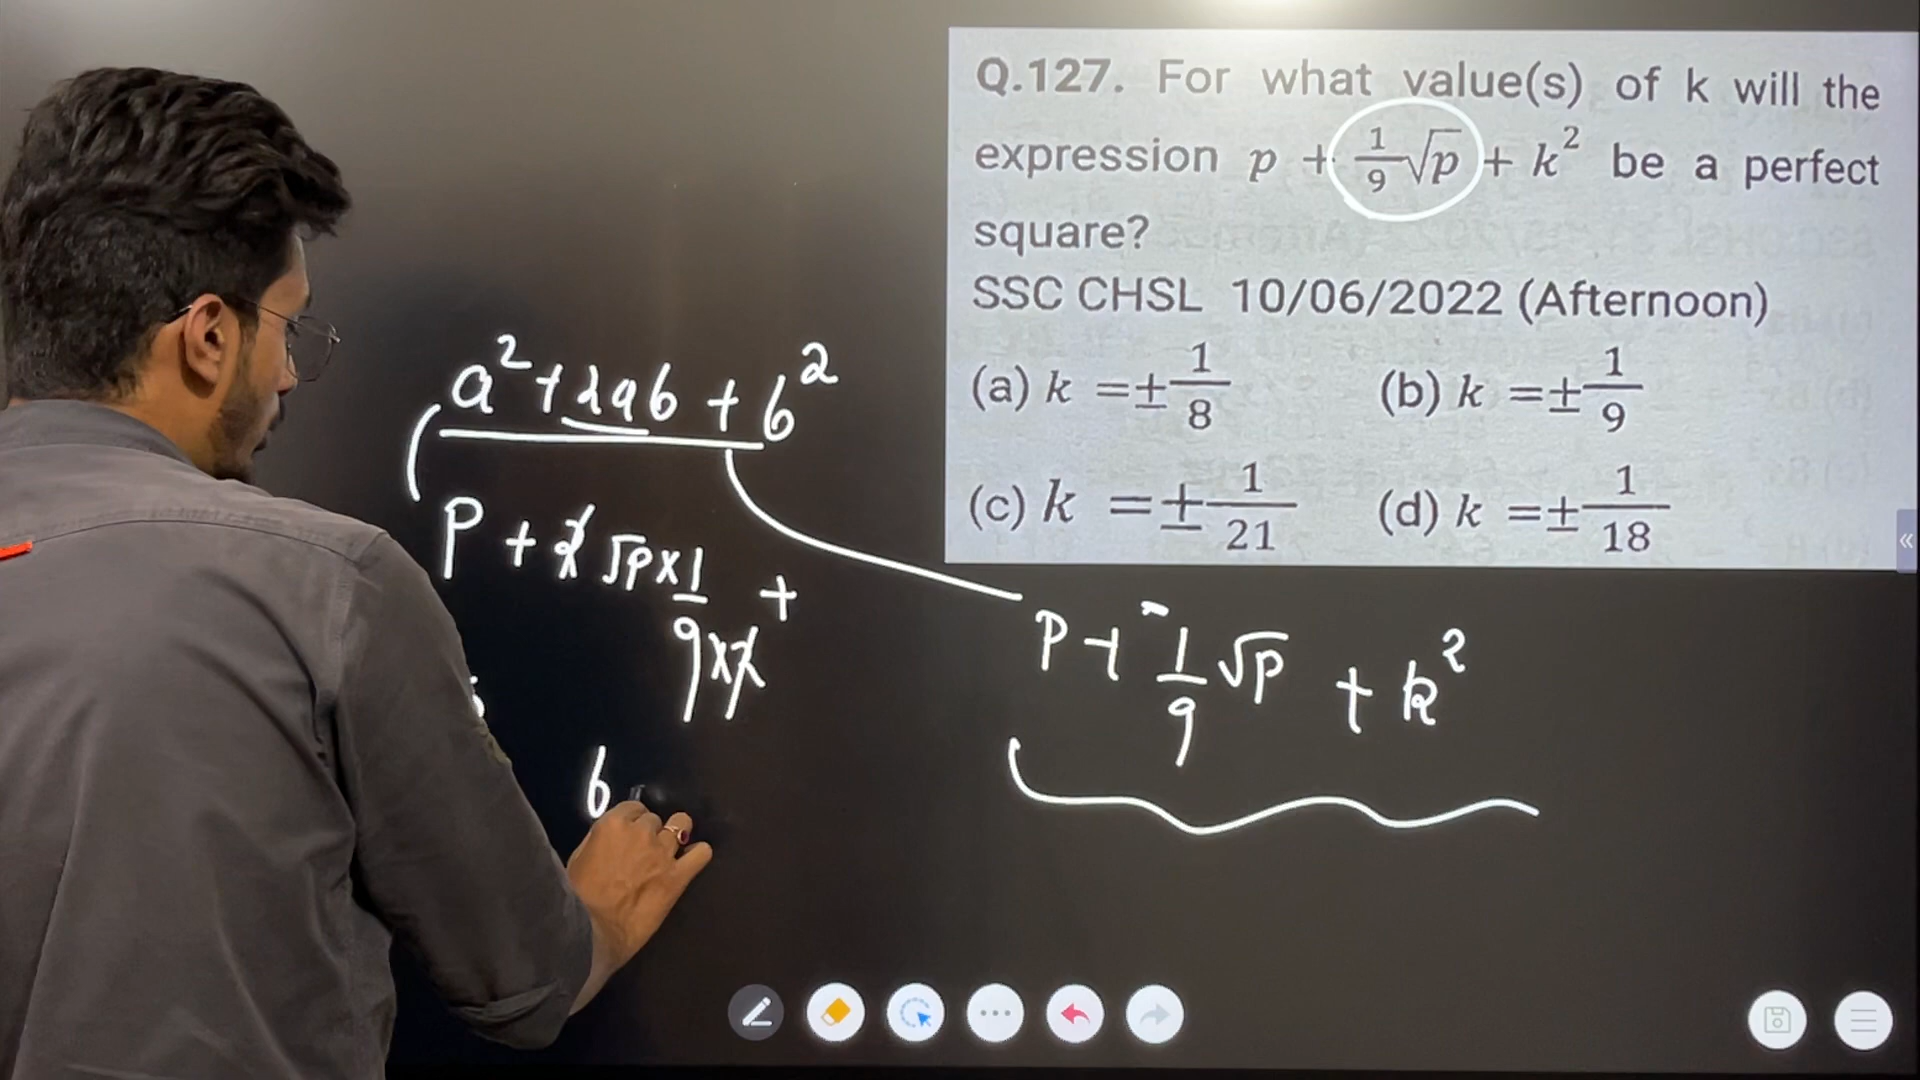 Q.127. For what value(s) of k will the
expression p + 1/9 √p + k² be a perfect
square?
SSC CHSL 10/06/2022 (Afternoon)
(a) k = ± 1/8 (b) k = ± 1/9
(c) k = ± 1/21 (d) k = ± 1/18
a² + 2ab + b²
P + 2 √P × 1/9×2 +
b
P + 1/9 √P + k²